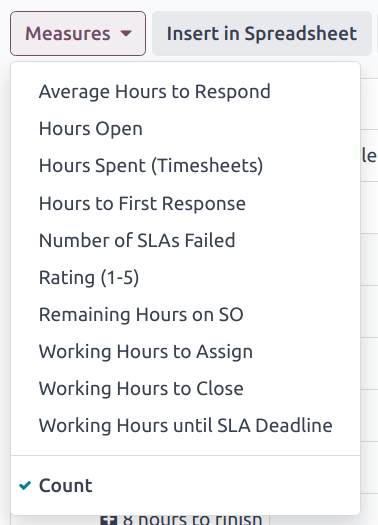 Measures
Insert in Spreadsheet
Average Hours to Respond
Hours Open
le
Hours Spent (Timesheets)
Hours to First Response
Number of SLAs Failed
Rating (1-5)
Remaining Hours on SO
Working Hours to Assign
Working Hours to Close
Working Hours until SLA Deadline
Count
8 hours to finish